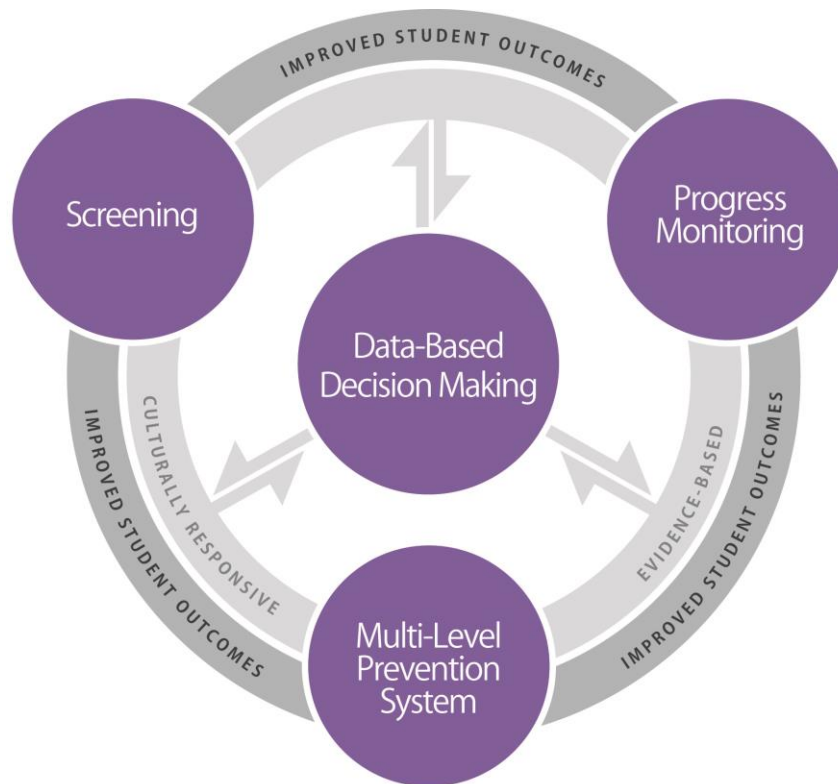 IMPROVED STUDENT OUTCOMES
Screening
Progress
Monitoring
Data-Based
Decision Making
IMPROVED STUDENT OUTCOMES
CULTURALLY RESPONSIVE
EVIDENCE-BASED
IMPROVED STUDENT OUTCOMES
Multi-Level
Prevention
System